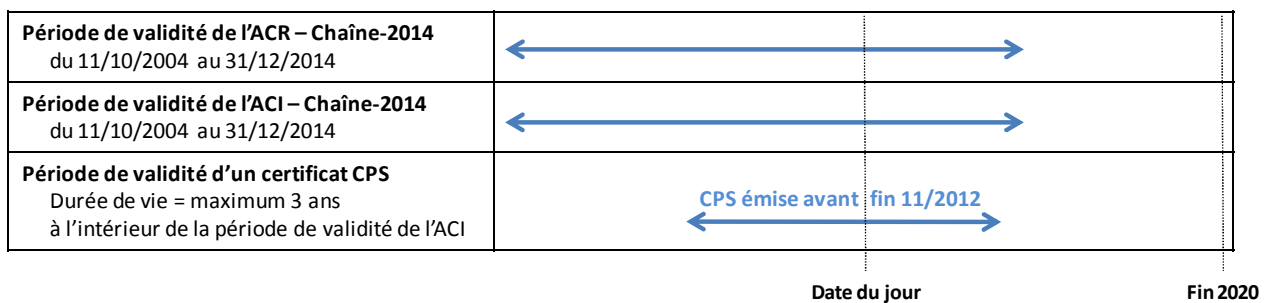 Période de validité de l’ACR – Chaîne-2014
du 11/10/2004 au 31/12/2014
Période de validité de l’ACI – Chaîne-2014
du 11/10/2004 au 31/12/2014
Période de validité d’un certificat CPS
Durée de vie = maximum 3 ans
à l’intérieur de la période de validité de l’ACI
CPS émise avant fin 11/2012
Date du jour
Fin 2020